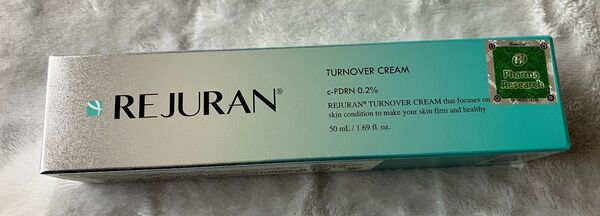 REJURAN®
TURNOVER CREAM
c-PDRN 0.2%
REJURAN® TURNOVER CREAM that focuses on
skin condition to make your skin firm and healthy
50 mL / 1.69 fl. oz.
Pharma
Research